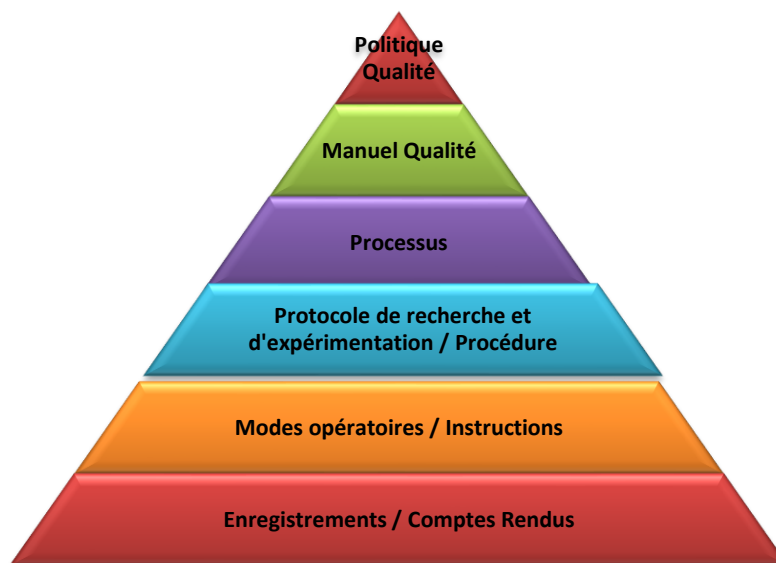 Politique
Qualité
Manuel Qualité
Processus
Protocole de recherche et
d'expérimentation / Procédure
Modes opératoires / Instructions
Enregistrements / Comptes Rendus